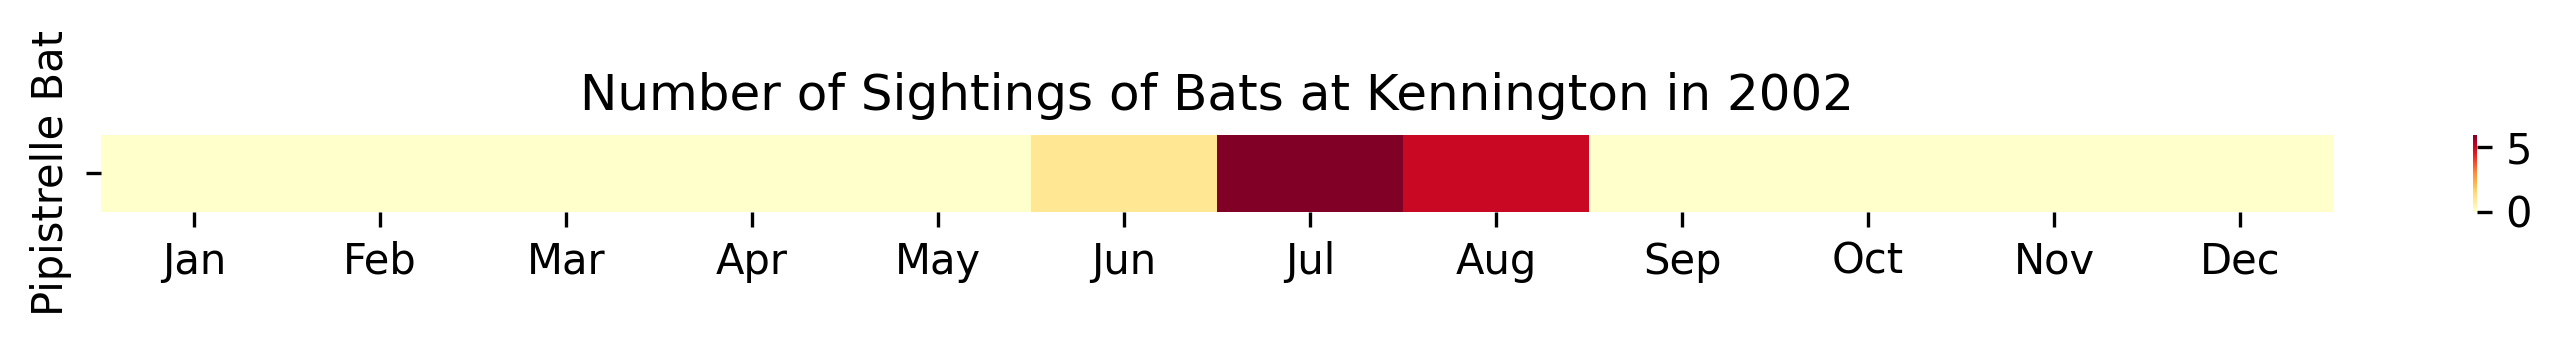 Number of Sightings of Bats at Kennington in 2002
Pipistrelle Bat
Jan Feb Mar Apr May Jun Jul Aug Sep Oct Nov Dec
5
0